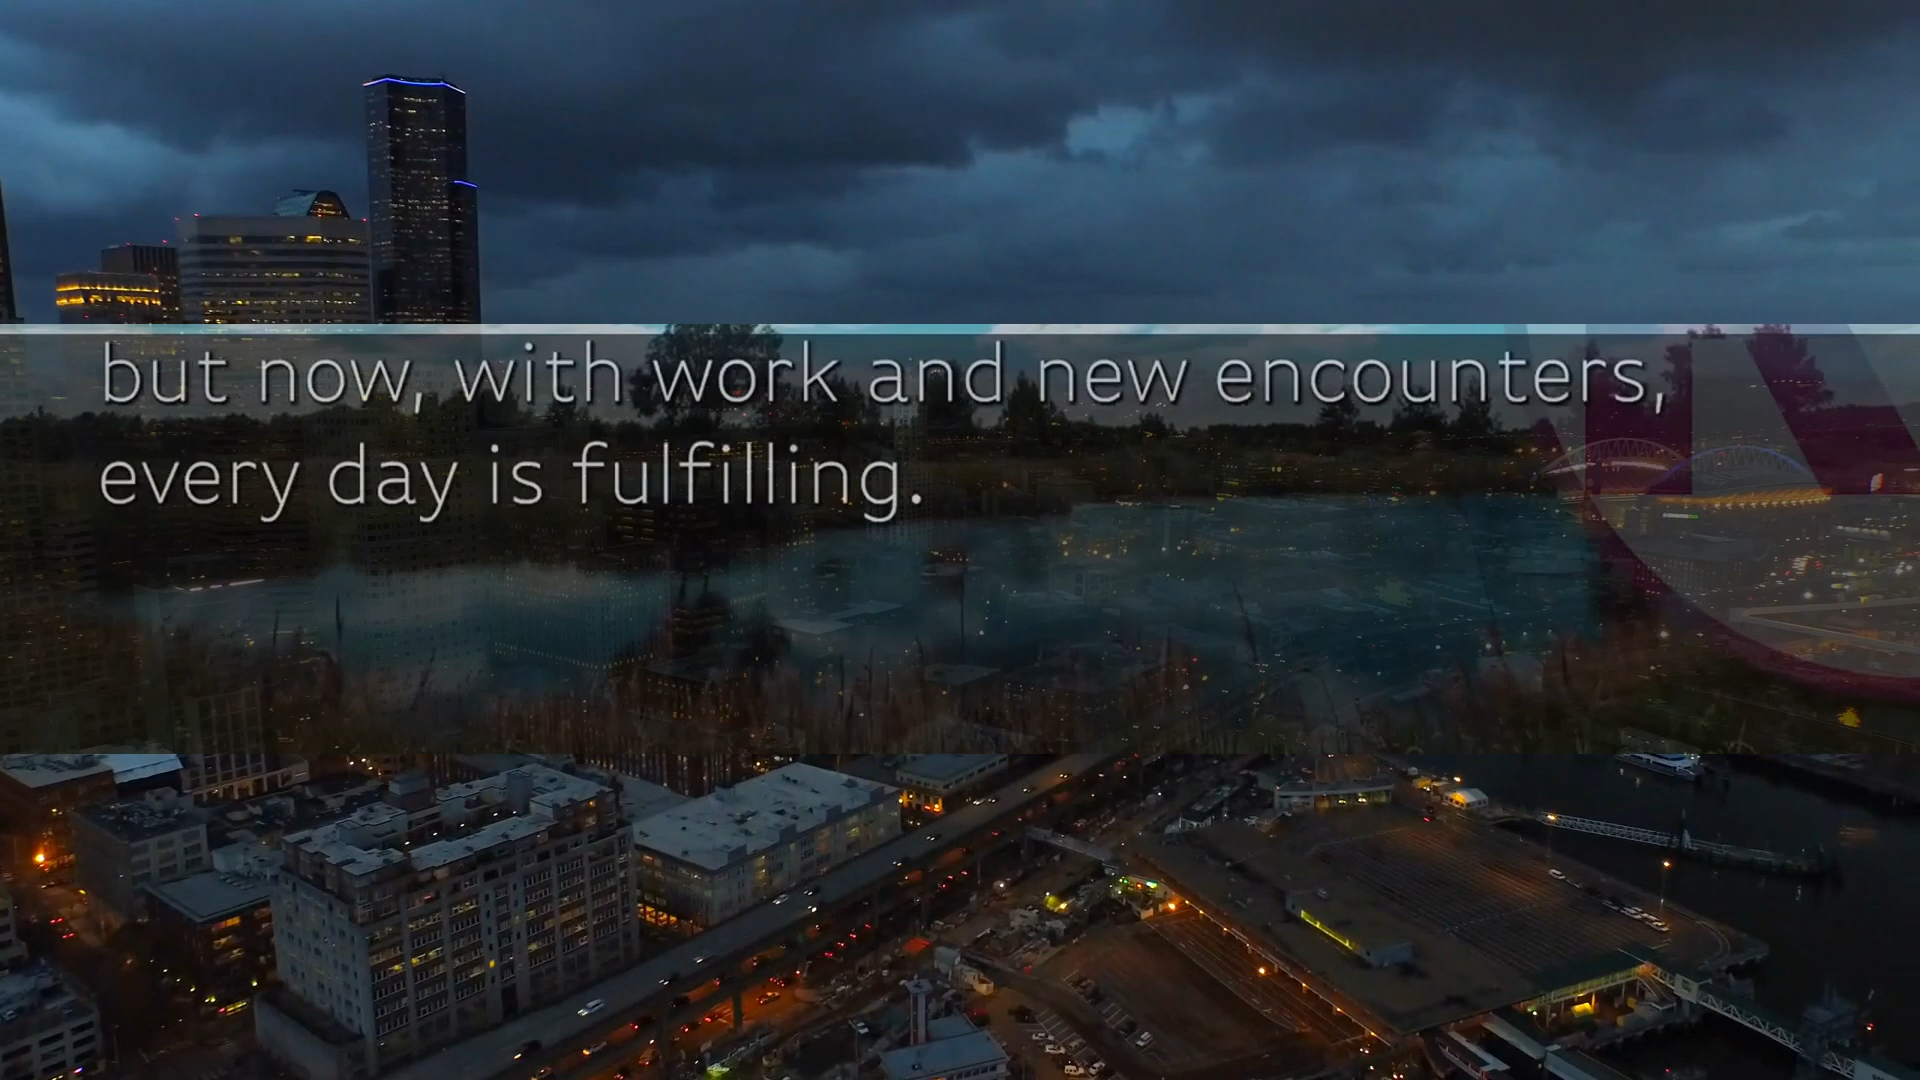 but now, with work and new encounters,
every day is fulfilling.